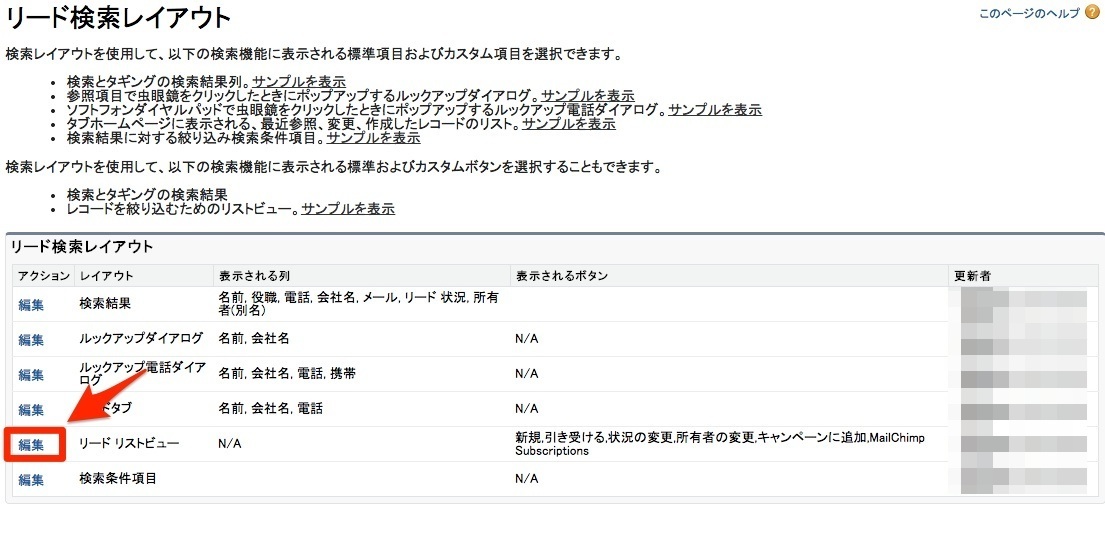 リード検索レイアウト
このページのヘルプ ?
検索レイアウトを使用して、以下の検索機能に表示される標準項目およびカスタム項目を選択できます。
• 検索とタギングの検索結果列。サンプルを表示
• 参照項目で虫眼鏡をクリックしたときにポップアップするルックアップダイアログ。サンプルを表示
• ソフトフォンダイヤルパッドで虫眼鏡をクリックしたときにポップアップするルックアップ電話ダイアログ。サンプルを表示
• タブホームページに表示される、最近参照、変更、作成したレコードのリスト。サンプルを表示
• 検索結果に対する絞り込み検索条件項目。サンプルを表示
検索レイアウトを使用して、以下の検索機能に表示される標準およびカスタムボタンを選択することもできます。
• 検索とタギングの検索結果
• レコードを絞り込むためのリストビュー。サンプルを表示
リード検索レイアウト
アクション レイアウト 表示される列 表示されるボタン 更新者
編集 検索結果 名前, 役職, 電話, 会社名, メール, リード 状況, 所有
者(別名)
編集 ルックアップダイアログ 名前, 会社名 N/A
編集 ルックアップ電話ダイア
ログ 名前, 会社名, 電話, 携帯 N/A
編集 ドタブ 名前, 会社名, 電話 N/A
編集 リード リストビュー N/A 新規,引き受ける,状況の変更,所有者の変更,キャンペーンに追加,MailChimp
Subscriptions
編集 検索条件項目 N/A